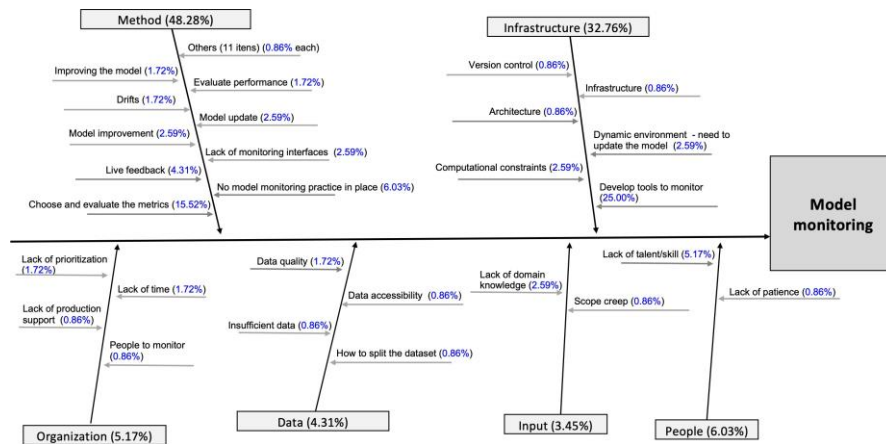 Method (48.28%)
Others (11 itens) (0.86% each)
Improving the model (1.72%)
Evaluate performance (1.72%)
Drifts (1.72%)
Model update (2.59%)
Model improvement (2.59%)
Lack of monitoring interfaces (2.59%)
Live feedback (4.31%)
No model monitoring practice in place (6.03%)
Choose and evaluate the metrics (15.52%)
Infrastructure (32.76%)
Version control (0.86%)
Infrastructure (0.86%)
Architecture (0.86%)
Dynamic environment - need to
update the model (2.59%)
Computational constraints (2.59%)
Develop tools to monitor
(25.00%)
Model
monitoring
Lack of prioritization
(1.72%)
Lack of time (1.72%)
Lack of production
support (0.86%)
People to monitor
(0.86%)
Organization (5.17%)
Data quality (1.72%)
Data accessibility (0.86%)
Insufficient data (0.86%)
How to split the dataset (0.86%)
Data (4.31%)
Lack of domain
knowledge (2.59%)
Scope creep (0.86%)
Input (3.45%)
Lack of talent/skill (5.17%)
Lack of patience (0.86%)
People (6.03%)